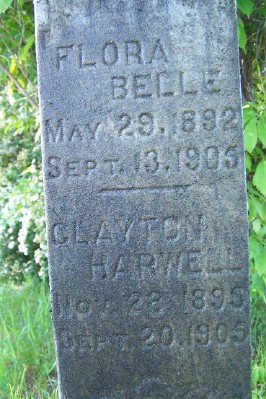 FLORA
BELLE
MAY 29.1892
SEPT. 13.1905
CLAYTON
HARWELL
NOV. 28 1895
SEPT. 20.1905